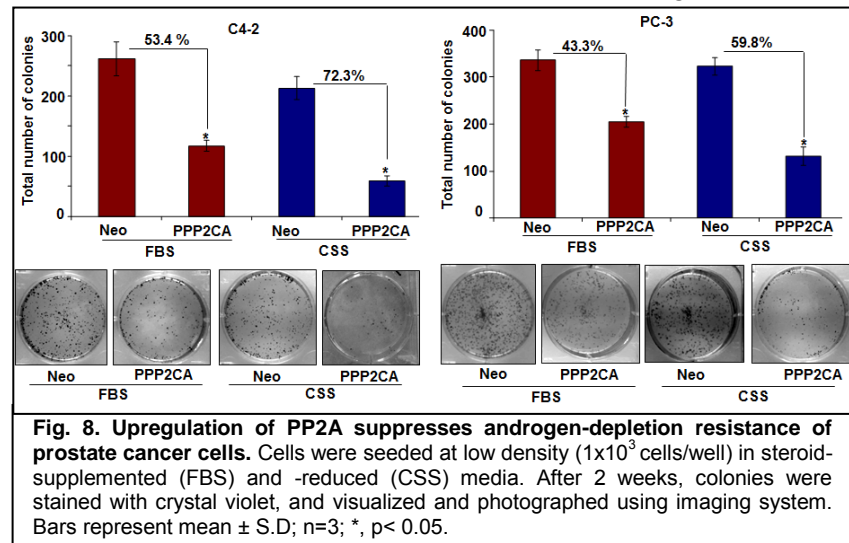 C4-2
300
200
100
0
Total number of colonies
53.4 %
72.3%
*
*
Neo
PPP2CA
Neo
PPP2CA
FBS
CSS
Neo
PPP2CA
Neo
PPP2CA
FBS
CSS
PC-3
400
300
200
100
0
Total number of colonies
43.3%
59.8%
*
*
Neo
PPP2CA
Neo
PPP2CA
FBS
CSS
Neo
PPP2CA
Neo
PPP2CA
FBS
CSS
Fig. 8. Upregulation of PP2A suppresses androgen-depletion resistance of
prostate cancer cells. Cells were seeded at low density (1x10³ cells/well) in steroid-
supplemented (FBS) and -reduced (CSS) media. After 2 weeks, colonies were
stained with crystal violet, and visualized and photographed using imaging system.
Bars represent mean ± S.D; n=3; *, p< 0.05.